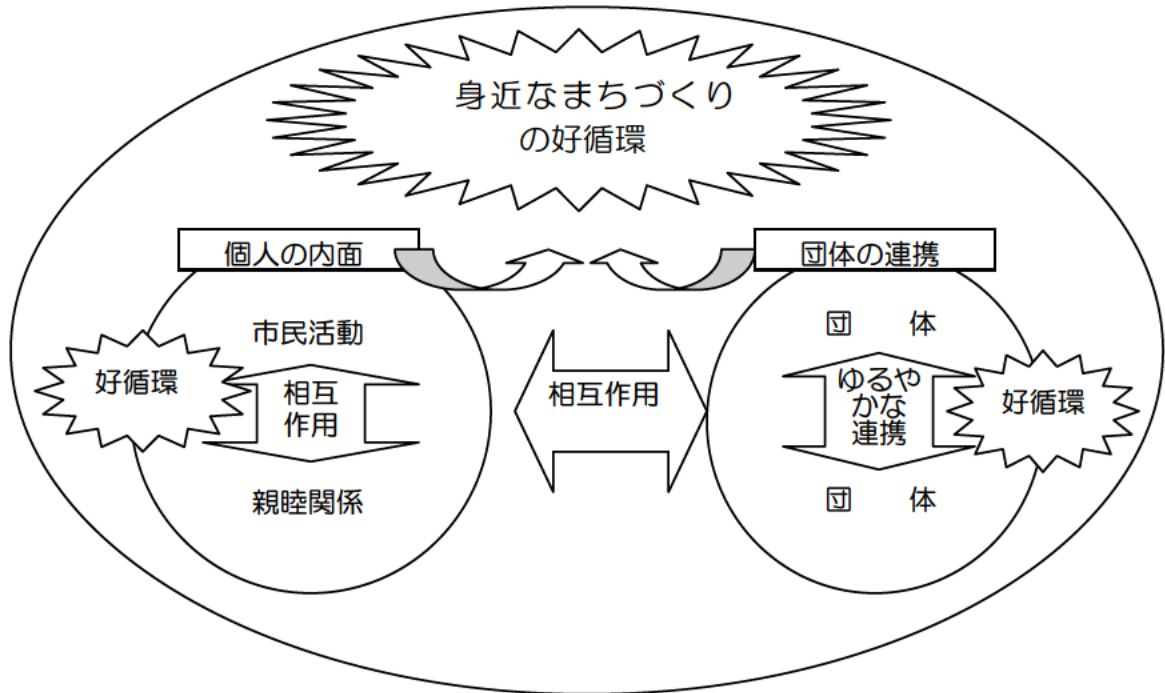 身近なまちづくり
の好循環
個人の内面
団体の連携
市民活動
団　体
好循環
相互
作用
相互作用
ゆるや
かな
連携
好循環
親睦関係
団　体